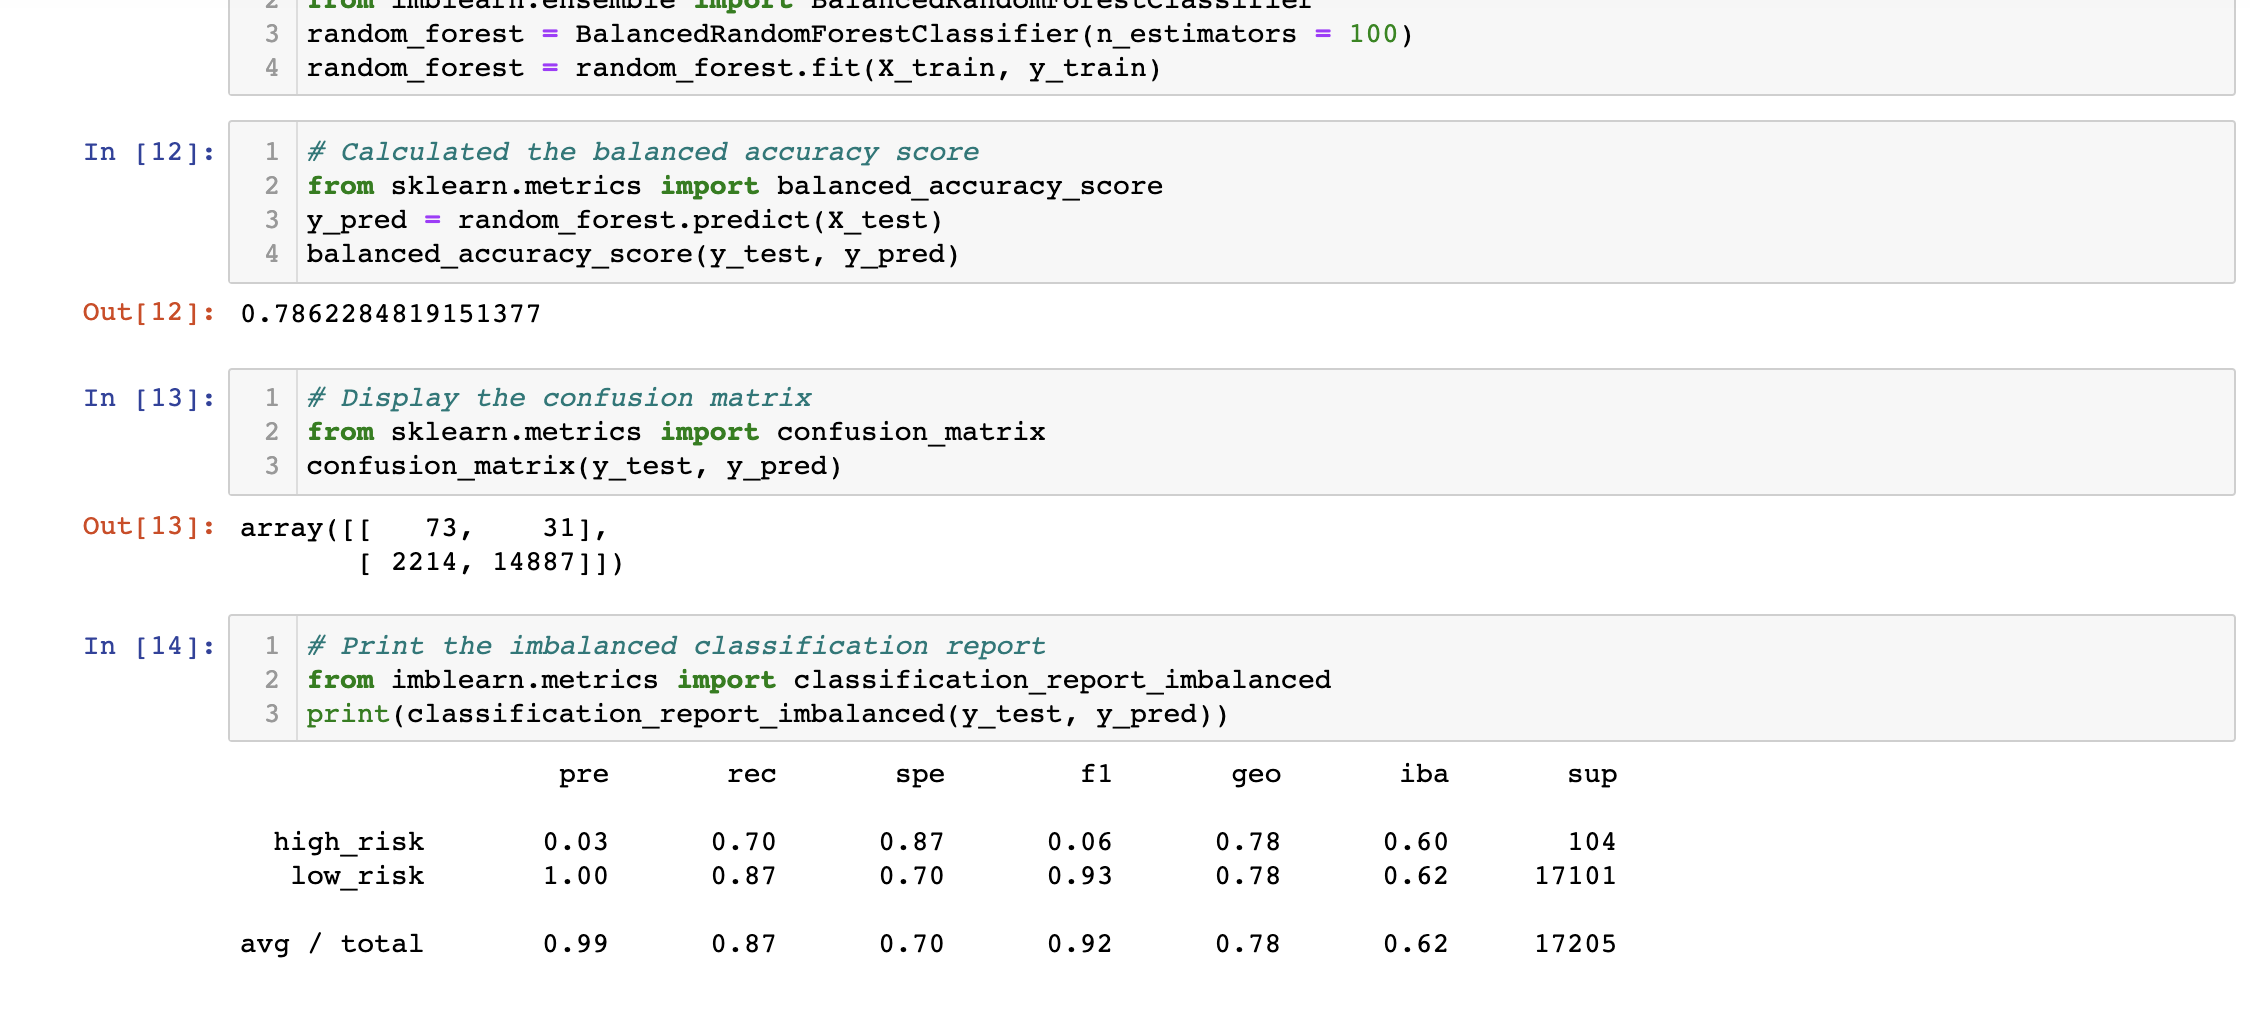 2 from imblearn.ensemble import BalancedRandomForestClassifier
3 random_forest = BalancedRandomForestClassifier(n_estimators = 100)
4 random_forest = random_forest.fit(X_train, y_train)
In [12]:
1 # Calculated the balanced accuracy score
2 from sklearn.metrics import balanced_accuracy_score
3 y_pred = random_forest.predict(X_test)
4 balanced_accuracy_score(y_test, y_pred)
Out[12]: 0.7862284819151377
In [13]:
1 # Display the confusion matrix
2 from sklearn.metrics import confusion_matrix
3 confusion_matrix(y_test, y_pred)
Out[13]: array([[   73,    31],
       [ 2214, 14887]])
In [14]:
1 # Print the imbalanced classification report
2 from imblearn.metrics import classification_report_imbalanced
3 print(classification_report_imbalanced(y_test, y_pred))
pre rec spe f1 geo iba sup
high_risk 0.03 0.70 0.87 0.06 0.78 0.60 104
low_risk 1.00 0.87 0.70 0.93 0.78 0.62 17101
avg / total 0.99 0.87 0.70 0.92 0.78 0.62 17205